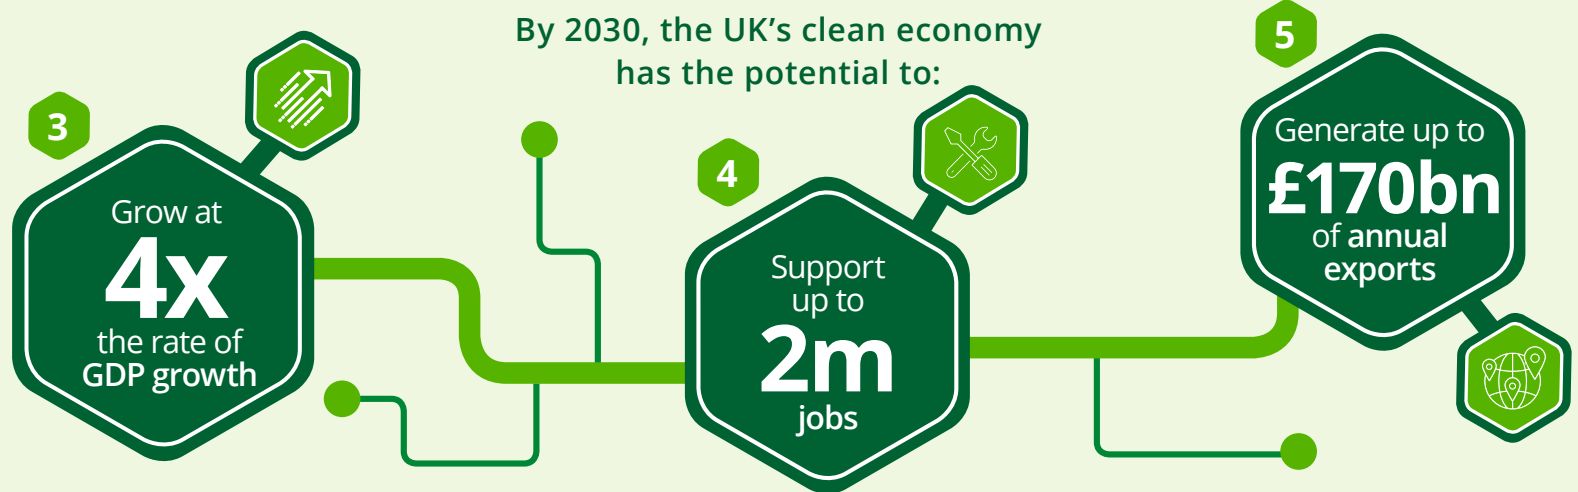 By 2030, the UK’s clean economy
has the potential to:
3
Grow at
4x
the rate of
GDP growth
4
Support
up to
2m
jobs
5
Generate up to
£170bn
of annual
exports